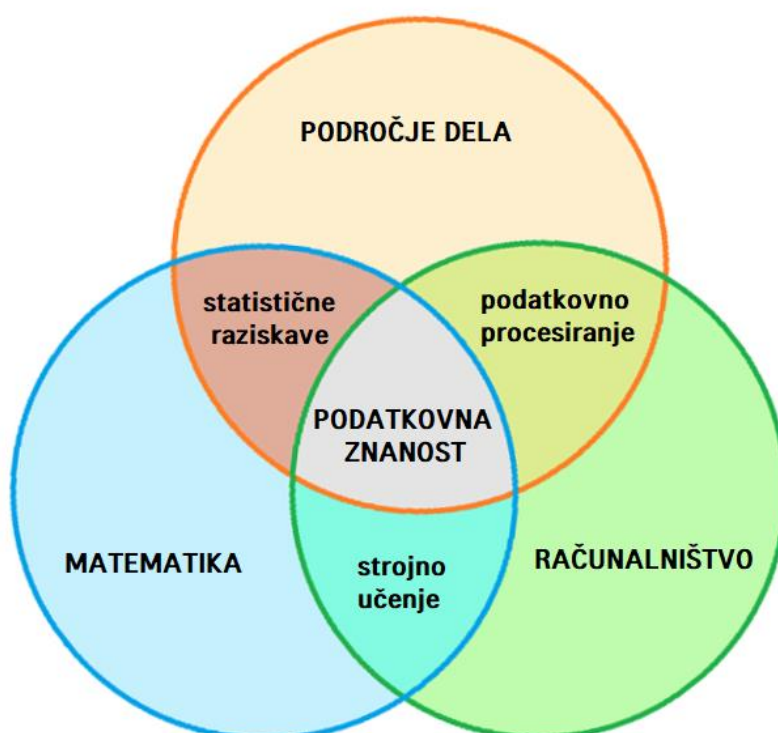 PODROČJE DELA
statistične
raziskave
podatkovno
procesiranje
PODATKOVNA
ZNANOST
MATEMATIKA
strojno
učenje
RAČUNALNIŠTVO